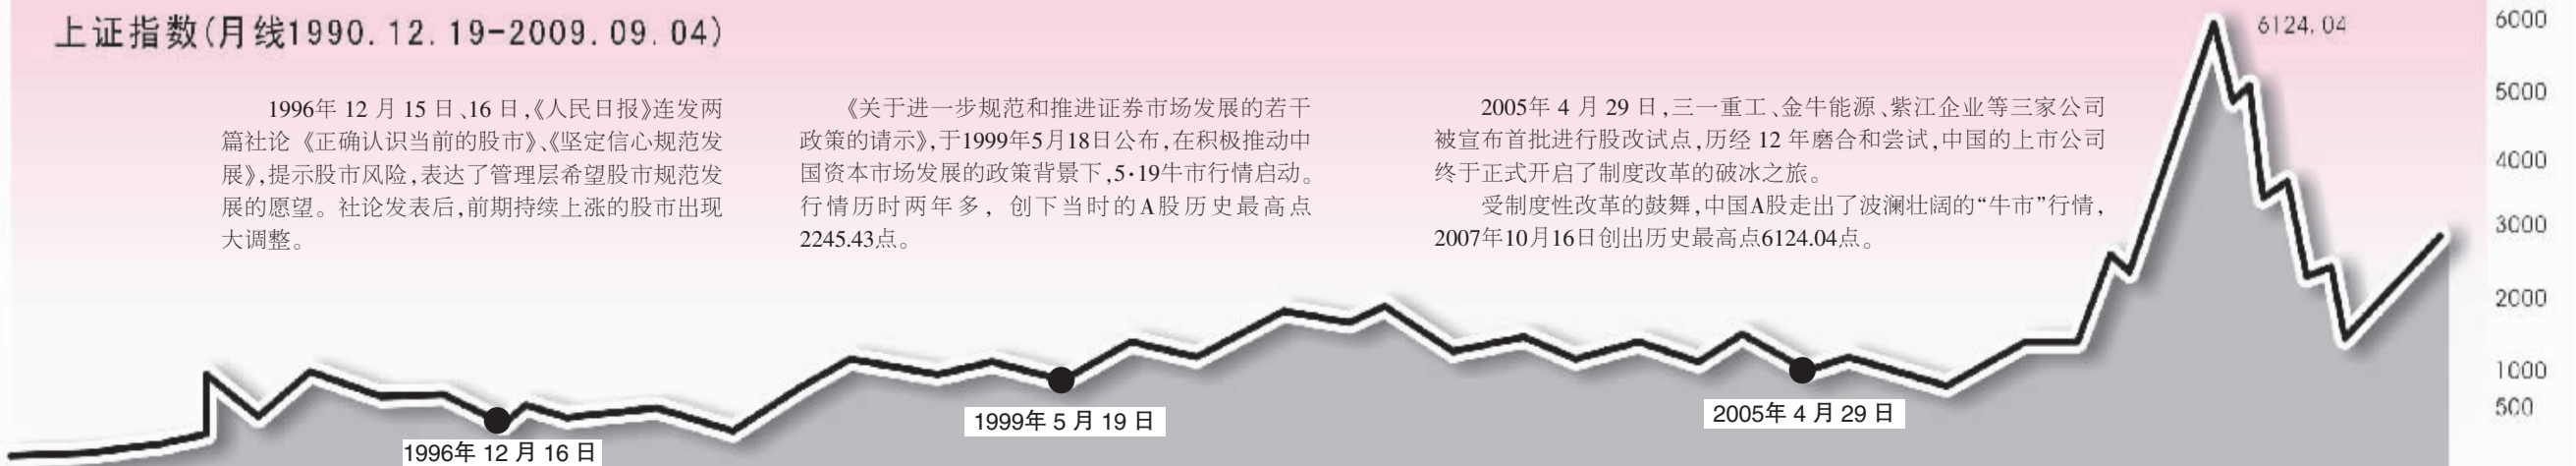 上证指数(月线1990.12.19-2009.09.04)
1996年 12 月 15 日、16 日,《人民日报》连发两
篇社论《正确认识当前的股市》、《坚定信心规范发
展》,提示股市风险,表达了管理层希望股市规范发
展的愿望。社论发表后,前期持续上涨的股市出现
大调整。
《关于进一步规范和推进证券市场发展的若干
政策的请示》,于1999年5月18日公布,在积极推动中
国资本市场发展的政策背景下,5·19牛市行情启动。
行情历时两年多，创下当时的A股历史最高点
2245.43点。
2005年 4 月 29 日,三一重工、金牛能源、紫江企业等三家公司
被宣布首批进行股改试点,历经 12 年磨合和尝试,中国的上市公司
终于正式开启了制度改革的破冰之旅。
受制度性改革的鼓舞,中国A股走出了波澜壮阔的“牛市”行情,
2007年10月16日创出历史最高点6124.04点。
6124.04
6000
5000
4000
3000
2000
1000
500
1996年 12 月 16 日
1999年 5 月 19 日
2005年 4 月 29 日